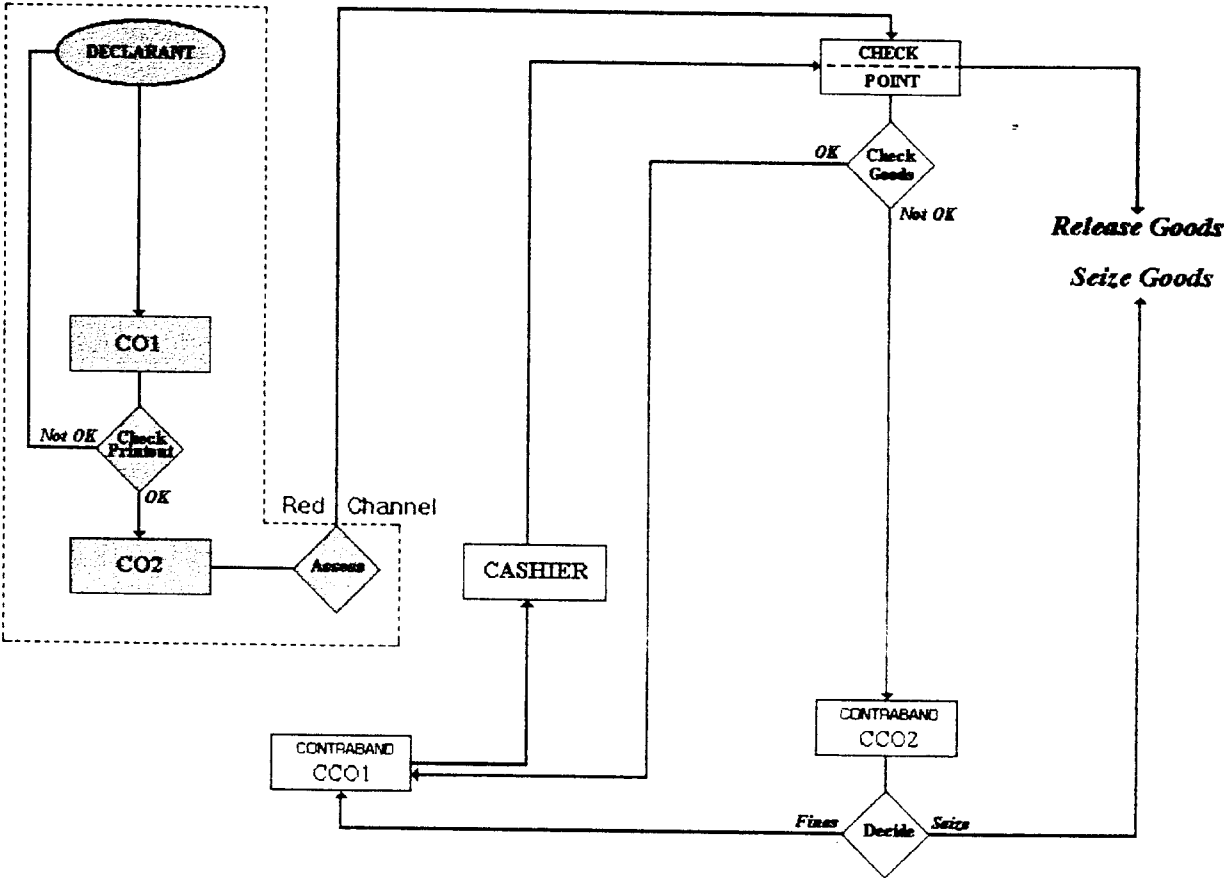 DECLARANT
CHECK
POINT
OK
Check
Goods
Not OK
Release Goods
Seize Goods
CO1
Not OK
Check
Printout
OK
Red Channel
CO2
Assess
CASHIER
CONTRABAND
CCO2
CONTRABAND
CCO1
Fines
Decide
Seize